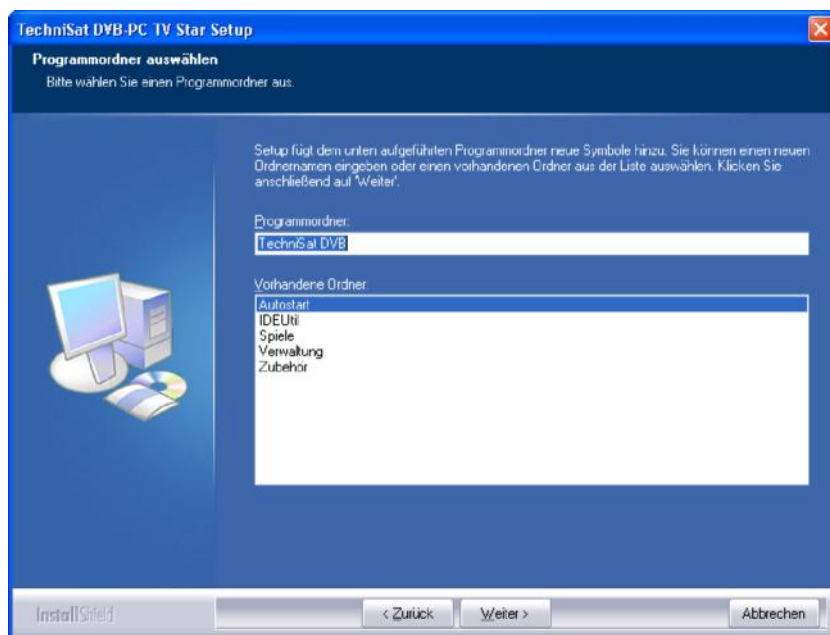 TechniSat DVB-PC TV Star Setup
Programmordner auswählen
Bitte wählen Sie einen Programmordner aus.
Setup fügt dem unten aufgeführten Programmordner neue Symbole hinzu. Sie können einen neuen
Ordnernamen eingeben oder einen vorhandenen Ordner aus der Liste auswählen. Klicken Sie
anschließend auf 'Weiter'.
Programmordner:
TechniSat DVB
Vorhandene Ordner:
Autostart
IDEUtil
Spiele
Verwaltung
Zubehör
InstallShield
< Zurück
Weiter >
Abbrechen